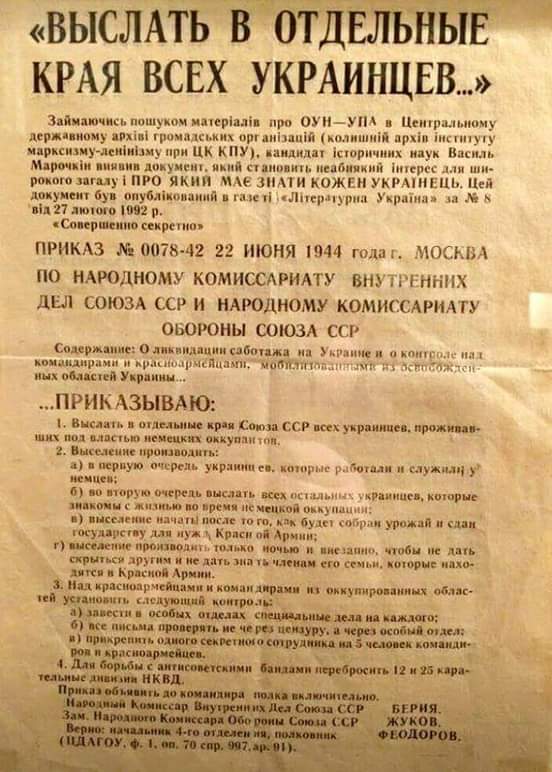 «ВЫСЛАТЬ В ОТДЕЛЬНЫЕ
КРАЯ ВСЕХ УКРАИНЦЕВ...»
Займаючись пошуком матеріалів про ОУН—УПА в Центральному
державному архіві громадських організацій (колишній архів інституту
марксизму-ленінізму при ЦК КПУ), кандидат історичних наук Василь
Марочкін виявив документ, який становить неабиякий інтерес для ши-
рокого загалу і ПРО ЯКИЙ МАЄ ЗНАТИ КОЖЕН УКРАЇНЕЦЬ. Цей
документ був опублікований в газеті «Літературна Україна» за № 8
від 27 лютого 1992 р.
«Совершенно секретно»
ПРИКАЗ № 0078-42 22 ИЮНЯ 1944 года г. МОСКВА
ПО НАРОДНОМУ КОМИССАРИАТУ ВНУТРЕННИХ
ДЕЛ СОЮЗА ССР И НАРОДНОМУ КОМИССАРИАТУ
ОБОРОНЫ СОЮЗА ССР
Содержание: О ликвидации саботажа на Украине и о контроле над
командирами и красноармейцами, мобилизованными из освобожден-
ных областей Украины...
...ПРИКАЗЫВАЮ:
1. Выслать в отдельные края Союза ССР всех украинцев, проживав-
ших под властью немецких оккупантов.
2. Выселение производить:
а) в первую очередь украинцев, которые работали и служили у
немцев;
б) во вторую очередь выслать всех остальных украинцев, которые
знакомы с жизнью во время немецкой оккупации;
в) выселение начать после того, как будет собран урожай и сдан
государству для нужд Красной Армии;
г) выселение производить только ночью и внезапно, чтобы не дать
скрыться другим и не дать знать членам его семьи, которые нахо-
дятся в Красной Армии.
3. Над красноармейцами и командирами из оккупированных облас-
тей установить следующий контроль:
а) завести в особых отделах специальные дела на каждого;
б) все письма проверять не через цензуру, а через особый отдел;
в) прикрепить одного секретного сотрудника на 5 человек команди-
ров и красноармейцев.
4. Для борьбы с антисоветскими бандами перебросить 12 и 25 кара-
тельные дивизии НКВД.
Приказ объявить до командира полка включительно.
Народный Комиссар Внутренних Дел Союза ССР БЕРИЯ.
Зам. Народного Комиссара Обороны Союза ССР ЖУКОВ.
Верно: начальник 4-го отделения, полковник ФЕОДОРОВ.
(ЦДАГОУ, ф. 1, оп. 70 спр. 997, ар. 91).